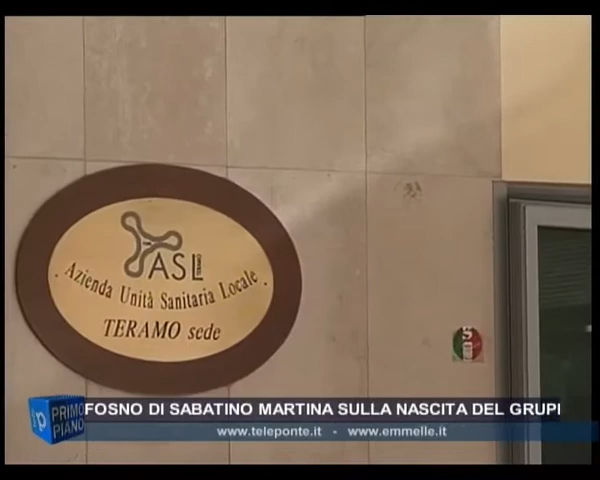 ASL
TERAMO
Azienda Unità Sanitaria Locale
TERAMO sede
PRIMO
PIANO
FOSNO DI SABATINO MARTINA SULLA NASCITA DEL GRUPI
www.teleponte.it - www.emmelle.it